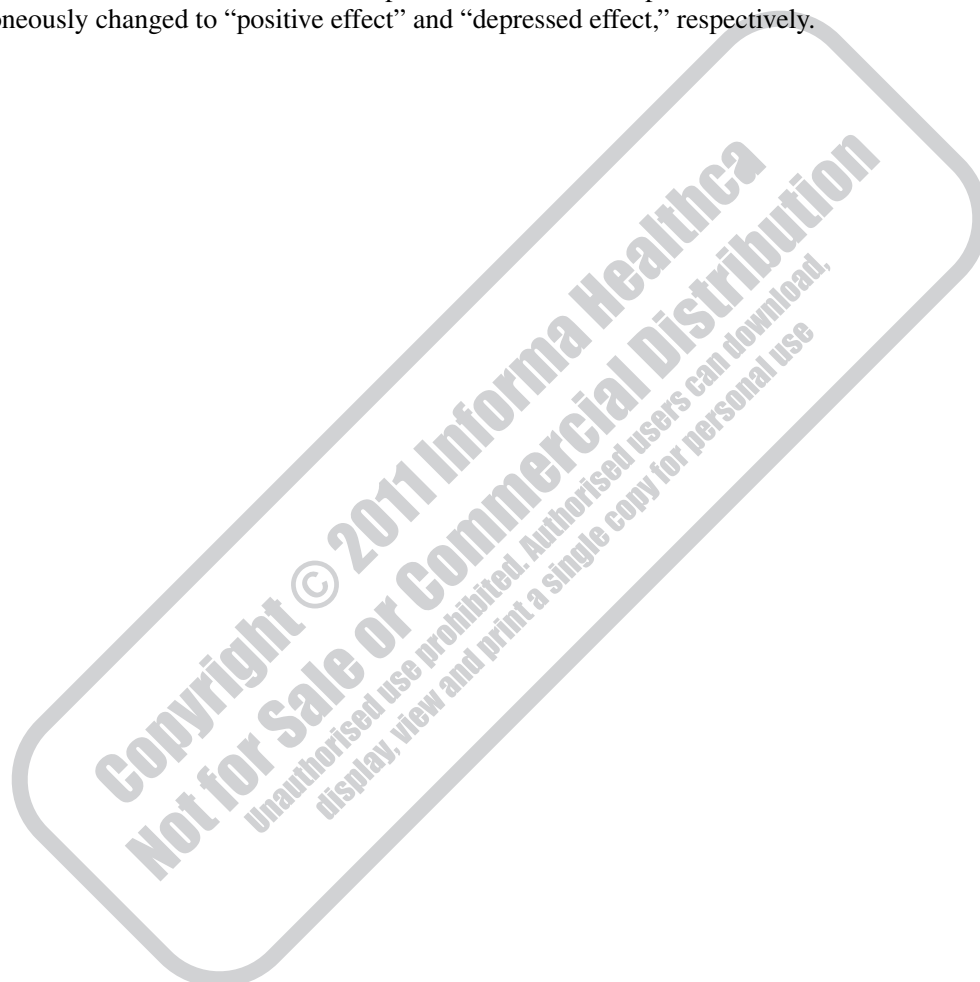 oneously changed to “positive effect” and “depressed effect,” respectively.
Copyright © 2011 Informa Healthca
Not for Sale or Commercial Distribution
Unauthorised use prohibited. Authorised users can download,
display, view and print a single copy for personal use